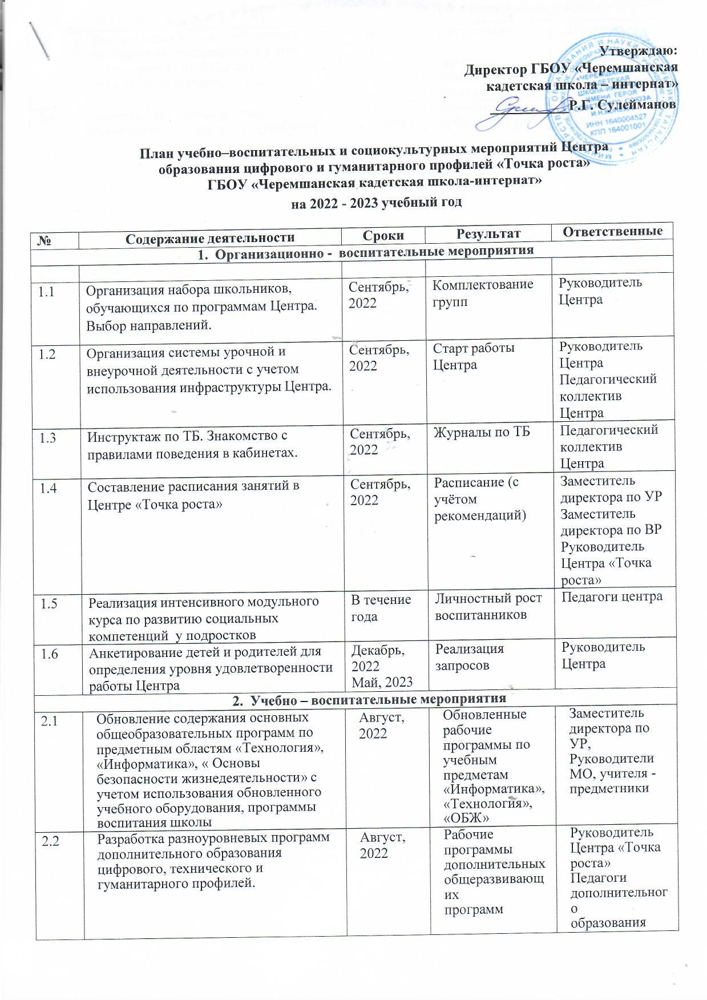 Утверждаю:
Директор ГБОУ «Черемшанская
кадетская школа – интернат»
Р.Г. Сулейманов
ИМЕНИ ГЕРОЯ
СОВЕТСКОГО СОЮЗА
ИНН 1640004527
КПП 164001001
План учебно–воспитательных и социокультурных мероприятий Центра
образования цифрового и гуманитарного профилей «Точка роста»
ГБОУ «Черемшанская кадетская школа-интернат»
на 2022 - 2023 учебный год
№ Содержание деятельности Сроки Результат Ответственные
1. Организационно - воспитательные мероприятия
1.1
Организация набора школьников,
обучающихся по программам Центра.
Выбор направлений.
Сентябрь,
2022
Комплектование
групп
Руководитель
Центра
1.2
Организация системы урочной и
внеурочной деятельности с учетом
использования инфраструктуры Центра.
Сентябрь,
2022
Старт работы
Центра
Руководитель
Центра
Педагогический
коллектив
Центра
1.3
Инструктаж по ТБ. Знакомство с
правилами поведения в кабинетах.
Сентябрь,
2022
Журналы по ТБ
Педагогический
коллектив
Центра
1.4
Составление расписания занятий в
Центре «Точка роста»
Сентябрь,
2022
Расписание (с
учётом
рекомендаций)
Заместитель
директора по УР
Заместитель
директора по ВР
Руководитель
Центра «Точка
роста»
1.5
Реализация интенсивного модульного
курса по развитию социальных
компетенций у подростков
В течение
года
Личностный рост
воспитанников
Педагоги центра
1.6
Анкетирование детей и родителей для
определения уровня удовлетворенности
работы Центра
Декабрь,
2022
Май, 2023
Реализация
запросов
Руководитель
Центра
2. Учебно – воспитательные мероприятия
2.1
Обновление содержания основных
общеобразовательных программ по
предметным областям «Технология»,
«Информатика», « Основы
безопасности жизнедеятельности» с
учетом использования обновленного
учебного оборудования, программы
воспитания школы
Август,
2022
Обновленные
рабочие
программы по
учебным
предметам
«Информатика»,
«Технология»,
«ОБЖ»
Заместитель
директора по
УР,
Руководители
МО, учителя -
предметники
2.2
Разработка разноуровневых программ
дополнительного образования
цифрового, технического и
гуманитарного профилей.
Август,
2022
Рабочие
программы
дополнительных
общеразвивающ
их
программ
Руководитель
Центра «Точка
роста»
Педагоги
дополнительног
о
образования